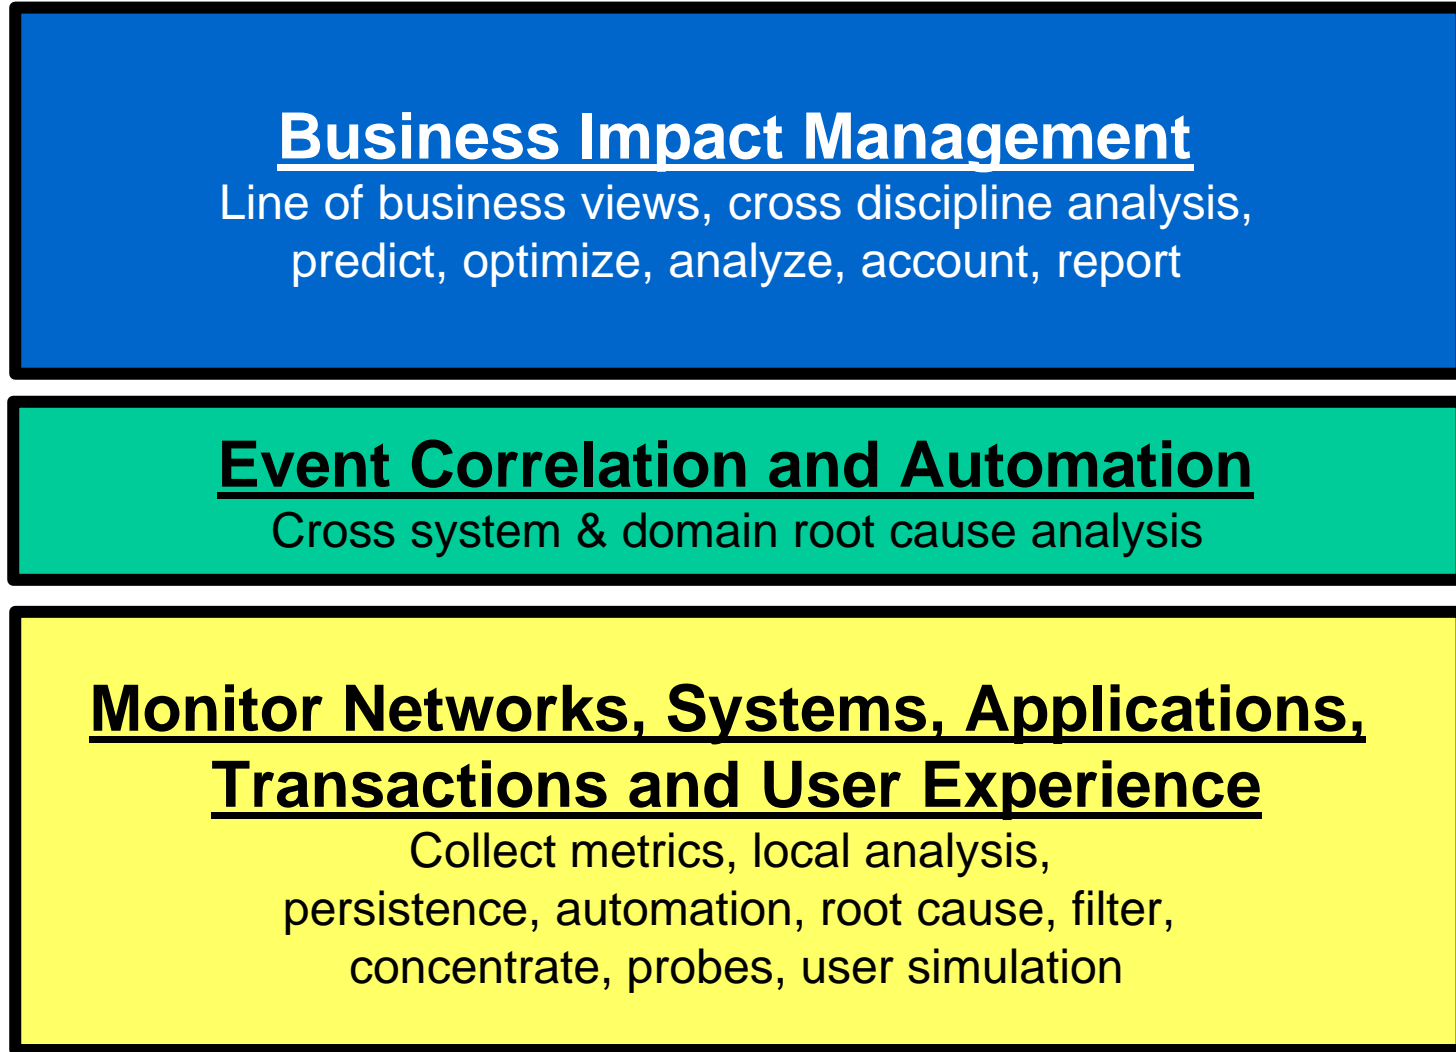 Business Impact Management
Line of business views, cross discipline analysis,
predict, optimize, analyze, account, report
Event Correlation and Automation
Cross system & domain root cause analysis
Monitor Networks, Systems, Applications,
Transactions and User Experience
Collect metrics, local analysis,
persistence, automation, root cause, filter,
concentrate, probes, user simulation